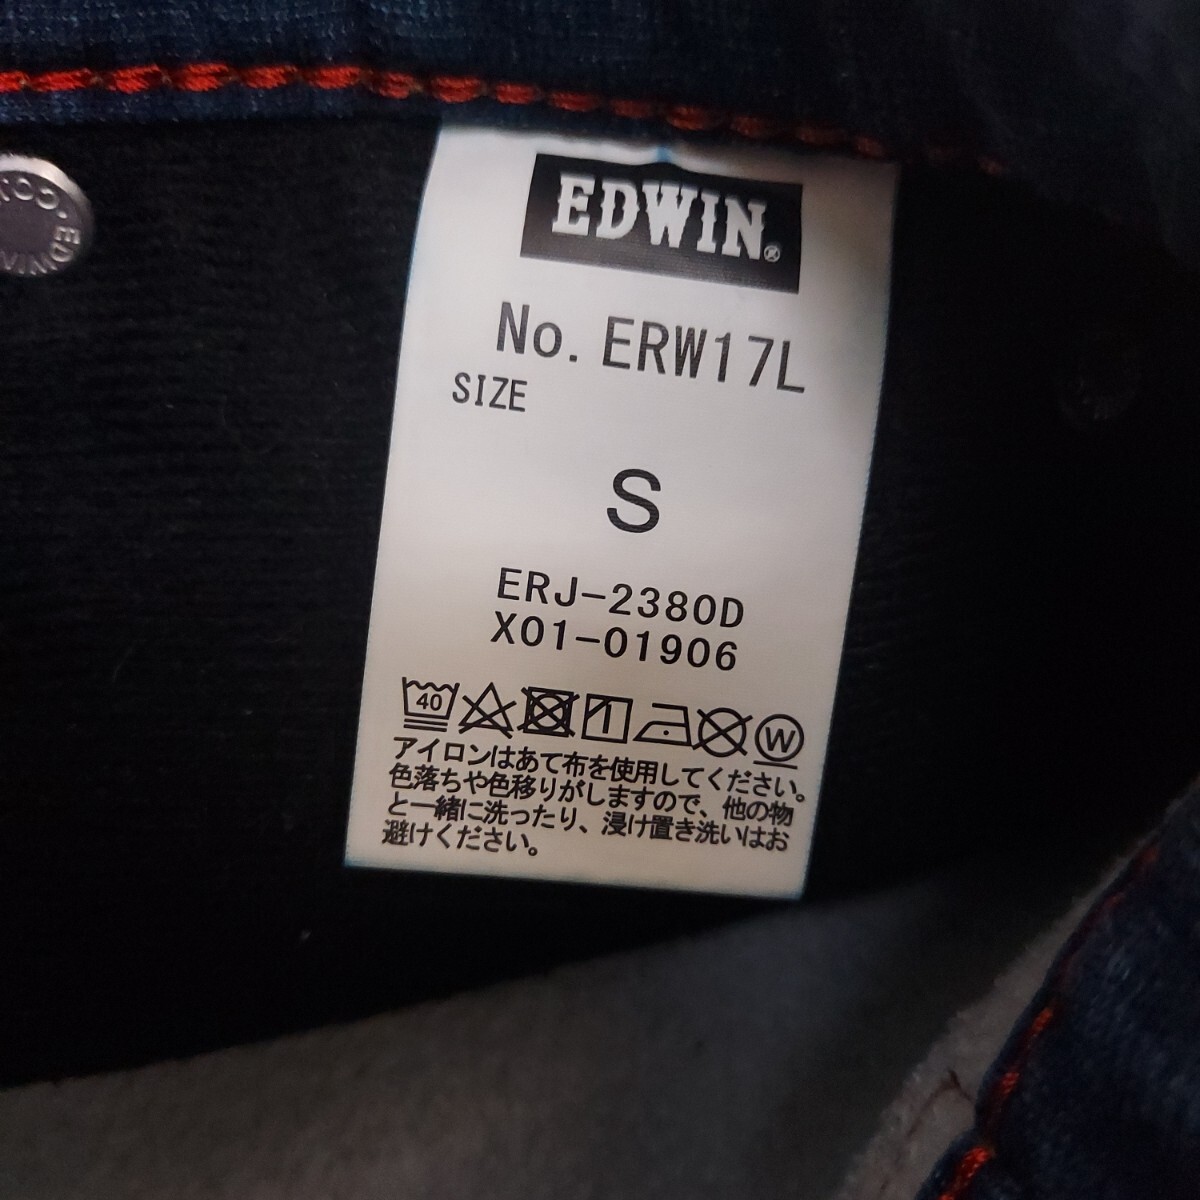 EDWIN®
No. ERW17L
SIZE
S
ERJ-2380D
X01-01906
40
W
アイロンはあて布を使用してください。
色落ちや色移りがしますので、他の物
と一緒に洗ったり、浸け置き洗いはお
避けください。